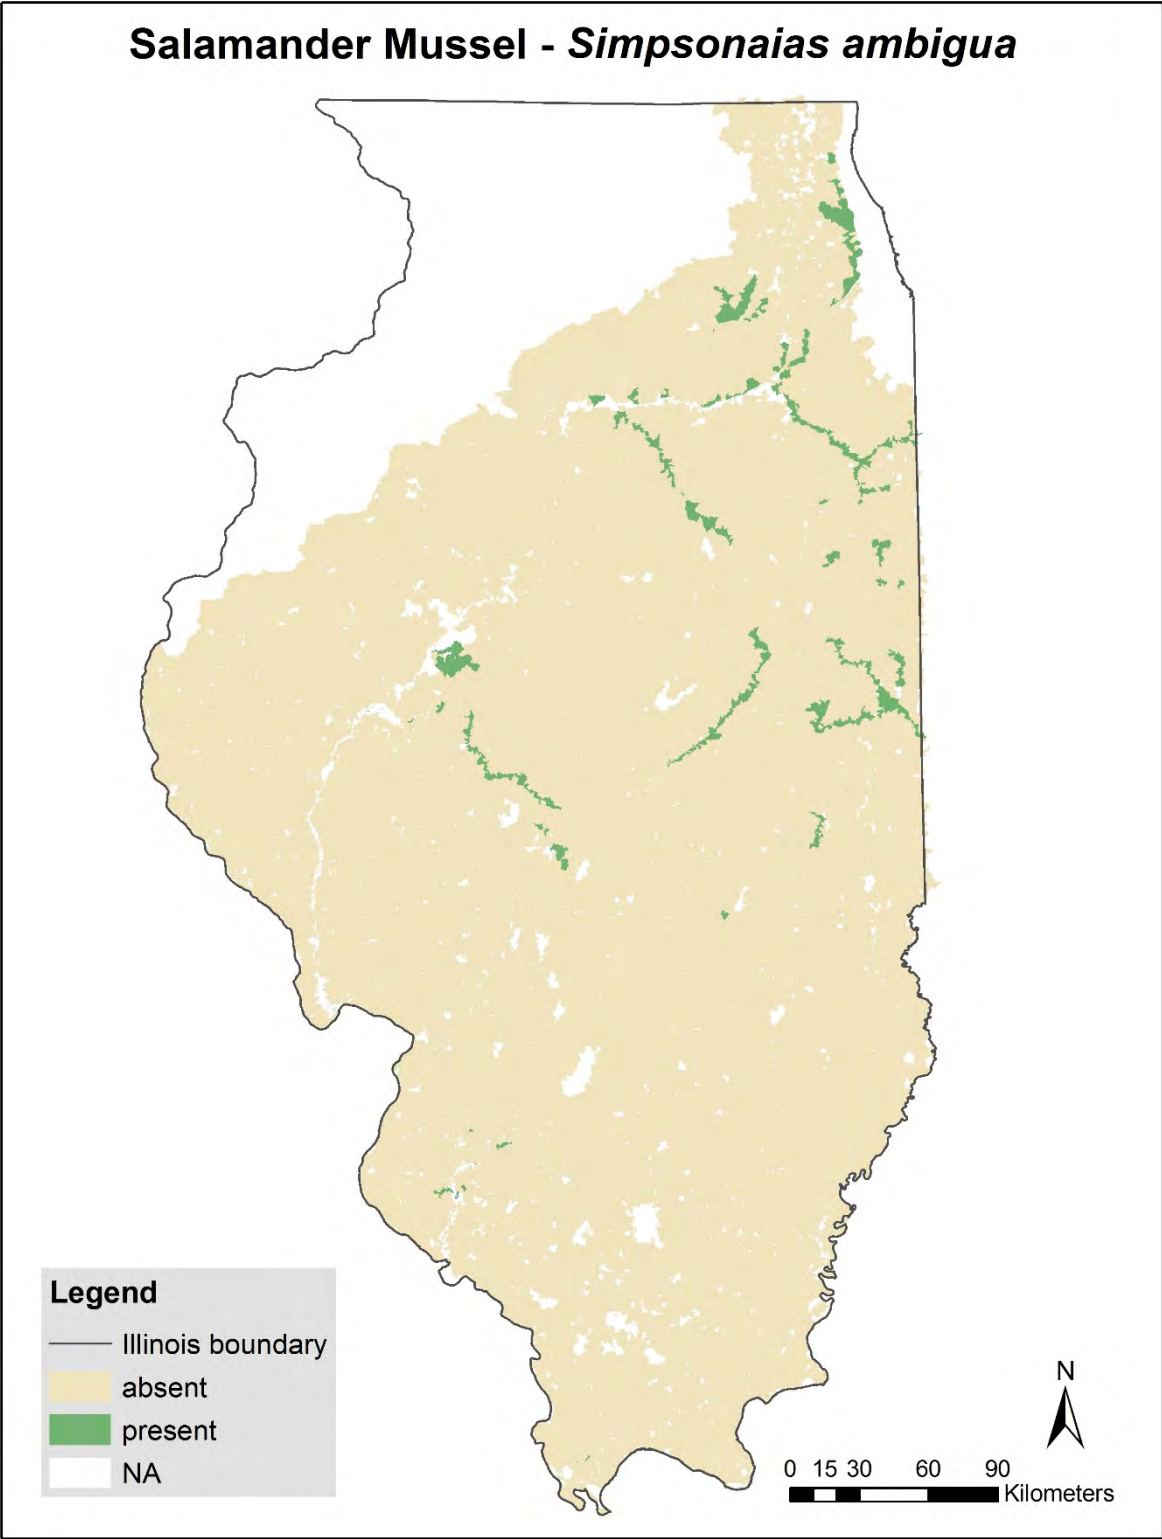 Salamander Mussel - Simpsonaias ambigua
Legend
Illinois boundary
absent
present
NA
N
0 15 30 60 90
Kilometers